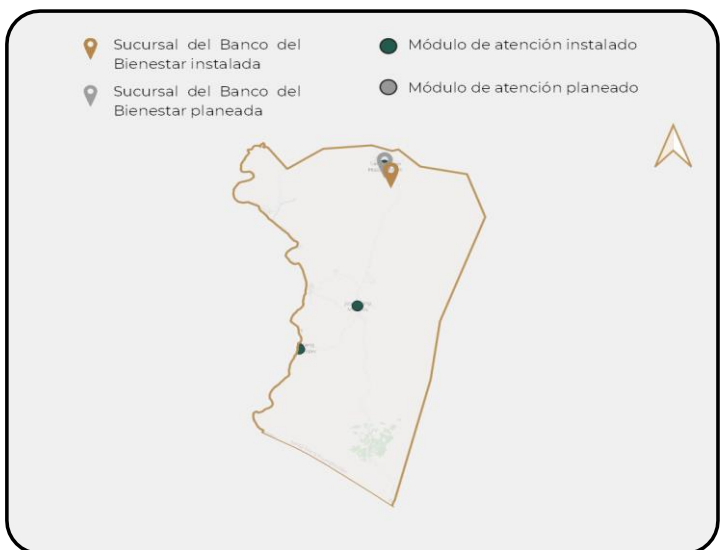 Sucursal del Banco del
Bienestar instalada
Sucursal del Banco del
Bienestar planeada
Módulo de atención instalado
Módulo de atención planeado